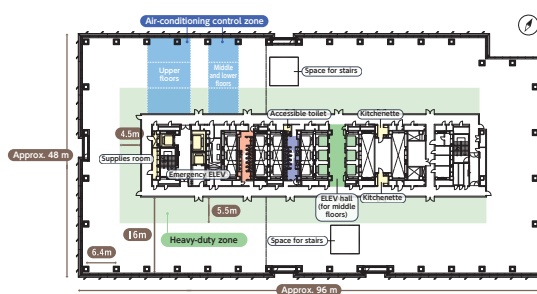 Air-conditioning control zone
Upper
floors
Middle
and lower
floors
Space for stairs
Accessible toilet
Kitchenette
4.5m
Approx. 48 m
Supplies room
Emergency ELEV
ELEV hall
(for middle
floors)
Kitchenette
5.5m
16m
Heavy-duty zone
Space for stairs
6.4m
Approx. 96 m